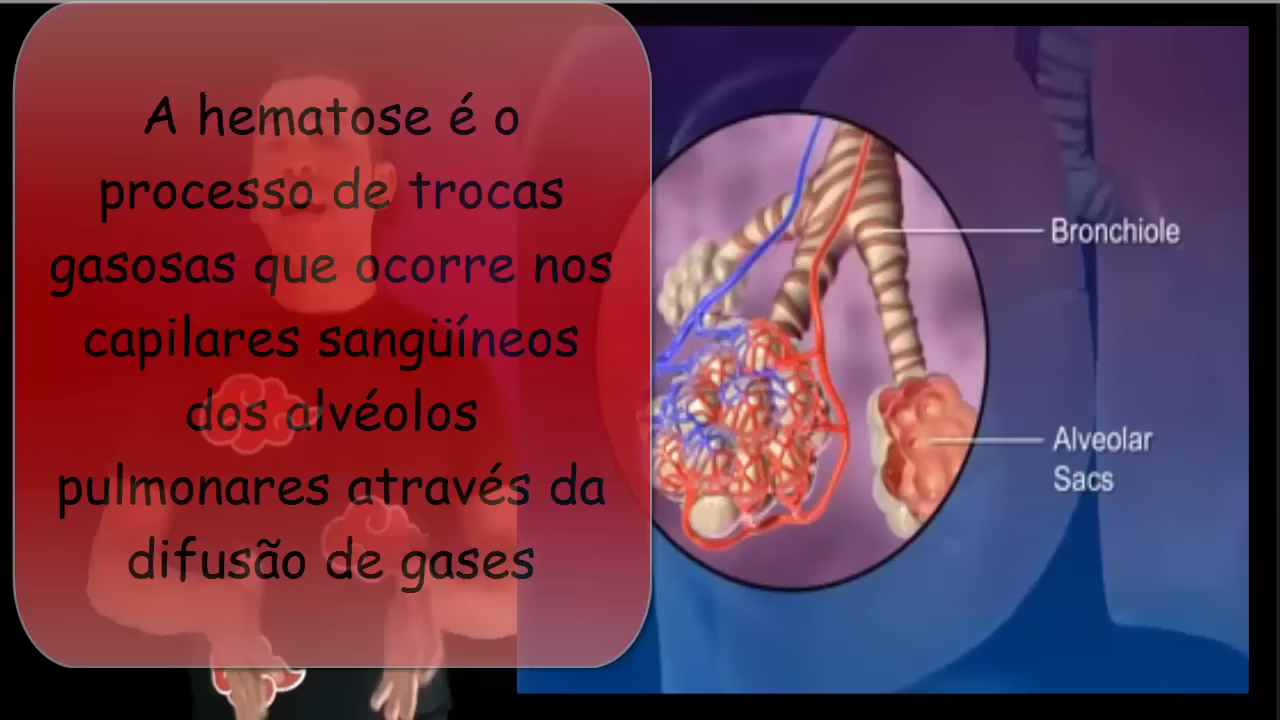 A hematose é o
processo de trocas
gasosas que ocorre nos
capilares sangüíneos
dos alvéolos
pulmonares através da
difusão de gases
Bronchiole
Alveolar
Sacs